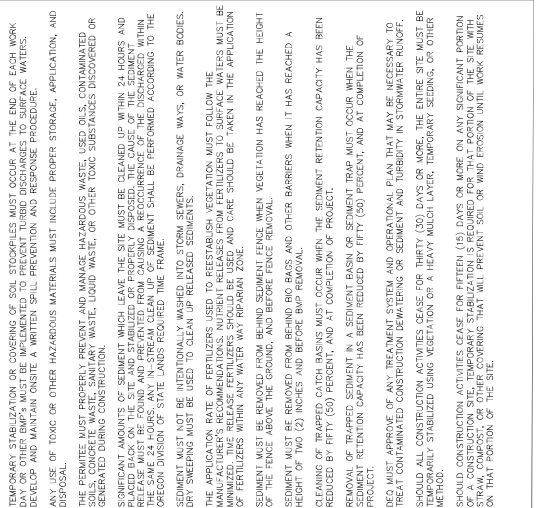 TEMPORARY STABILIZATION OR COVERING OF SOIL STOCKPILES MUST OCCUR AT THE END OF EACH WORK
DAY OR OTHER BMP's MUST BE IMPLEMENTED TO PREVENT TURBID DISCHARGES TO SURFACE WATERS.
DEVELOP AND MAINTAIN ONSITE A WRITTEN SPILL PREVENTION AND RESPONSE PROCEDURE.
ANY USE OF TOXIC OR OTHER HAZARDOUS MATERIALS MUST INCLUDE PROPER STORAGE, APPLICATION, AND
DISPOSAL.
THE PERMITEE MUST PROPERLY PREVENT AND MANAGE HAZARDOUS WASTE, USED OILS, CONTAMINATED
SOILS, CONCRETE WASTE, SANITARY WASTE, LIQUID WASTE, OR OTHER TOXIC SUBSTANCES DISCOVERED OR
GENERATED DURING CONSTRUCTION.
SIGNIFICANT AMOUNTS OF SEDIMENT WHICH LEAVE THE SITE MUST BE CLEANED UP WITHIN 24 HOURS AND
PLACED BACK ON THE SITE AND STABILIZED OR PROPERLY DISPOSED. THE CAUSE OF THE SEDIMENT
RELEASE MUST BE FOUND AND PREVENTED FROM CAUSING A REOCCURRENCE OF THE DISCHARGED WITHIN
THE SAME 24 HOURS. ANY IN-STREAM CLEAN UP OF SEDIMENT SHALL BE PERFORMED ACCORDING TO THE
OREGON DIVISION OF STATE LANDS REQUIRED TIME FRAME.
SEDIMENT MUST NOT BE INTENTIONALLY WASHED INTO STORM SEWERS, DRAINAGE WAYS, OR WATER BODIES.
DRY SWEEPING MUST BE USED TO CLEAN UP RELEASED SEDIMENTS.
THE APPLICATION RATE OF FERTILIZERS USED TO REESTABLISH VEGETATION MUST FOLLOW THE
MANUFACTURER'S RECOMMENDATIONS. NUTRIENT RELEASES FROM FERTILIZERS TO SURFACE WATERS MUST BE
MINIMIZED. TIME RELEASE FERTILIZERS SHOULD BE USED AND CARE SHOULD BE TAKEN IN THE APPLICATION
OF FERTILIZERS WITHIN ANY WATER WAY RIPARIAN ZONE.
SEDIMENT MUST BE REMOVED FROM BEHIND SEDIMENT FENCE WHEN VEGETATION HAS REACHED THE HEIGHT
OF THE FENCE ABOVE THE GROUND, AND BEFORE FENCE REMOVAL.
SEDIMENT MUST BE REMOVED FROM BEHIND BIO BAGS AND OTHER BARRIERS WHEN IT HAS REACHED A
HEIGHT OF TWO (2) INCHES AND BEFORE BMP REMOVAL.
CLEANING OF TRAPPED CATCH BASINS MUST OCCUR WHEN THE SEDIMENT RETENTION CAPACITY HAS BEEN
REDUCED BY FIFTY (50) PERCENT, AND AT COMPLETION OF PROJECT.
REMOVAL OF TRAPPED SEDIMENT IN A SEDIMENT BASIN OR SEDIMENT TRAP MUST OCCUR WHEN THE
SEDIMENT RETENTION CAPACITY HAS BEEN REDUCED BY FIFTY (50) PERCENT, AND AT COMPLETION OF
PROJECT.
DEQ MUST APPROVE OF ANY TREATMENT SYSTEM AND OPERATIONAL PLAN THAT MAY BE NECESSARY TO
TREAT CONTAMINATED CONSTRUCTION DEWATERING OR SEDIMENT AND TURBIDITY IN STORMWATER RUNOFF.
SHOULD ALL CONSTRUCTION ACTIVITIES CEASE FOR THIRTY (30) DAYS OR MORE, THE ENTIRE SITE MUST BE
TEMPORARILY STABILIZED USING VEGETATION OR A HEAVY MULCH LAYER, TEMPORARY SEEDING, OR OTHER
METHOD.
SHOULD CONSTRUCTION ACTIVITIES CEASE FOR FIFTEEN (15) DAYS OR MORE ON ANY SIGNIFICANT PORTION
OF A CONSTRUCTION SITE, TEMPORARY STABILIZATION IS REQUIRED FOR THAT PORTION OF THE SITE WITH
STRAW, COMPOST, OR OTHER COVERING THAT WILL PREVENT SOIL OR WIND EROSION UNTIL WORK RESUMES
ON THAT PORTION OF THE SITE.